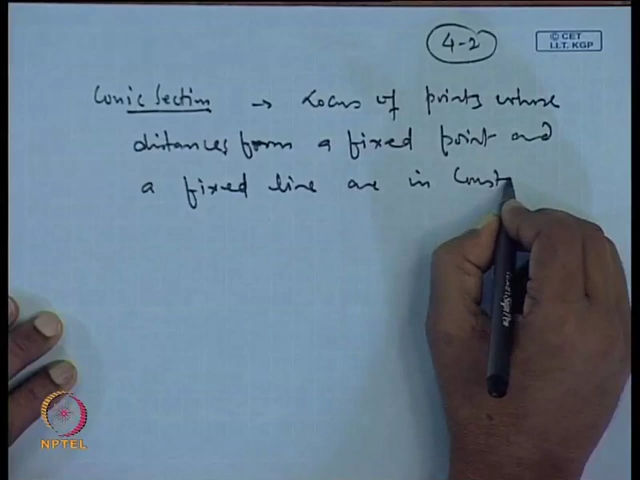 4-2
© CET
I.I.T. KGP
Conic Section → Locus of points whose
distances from a fixed point and
a fixed line are in Const
NPTEL